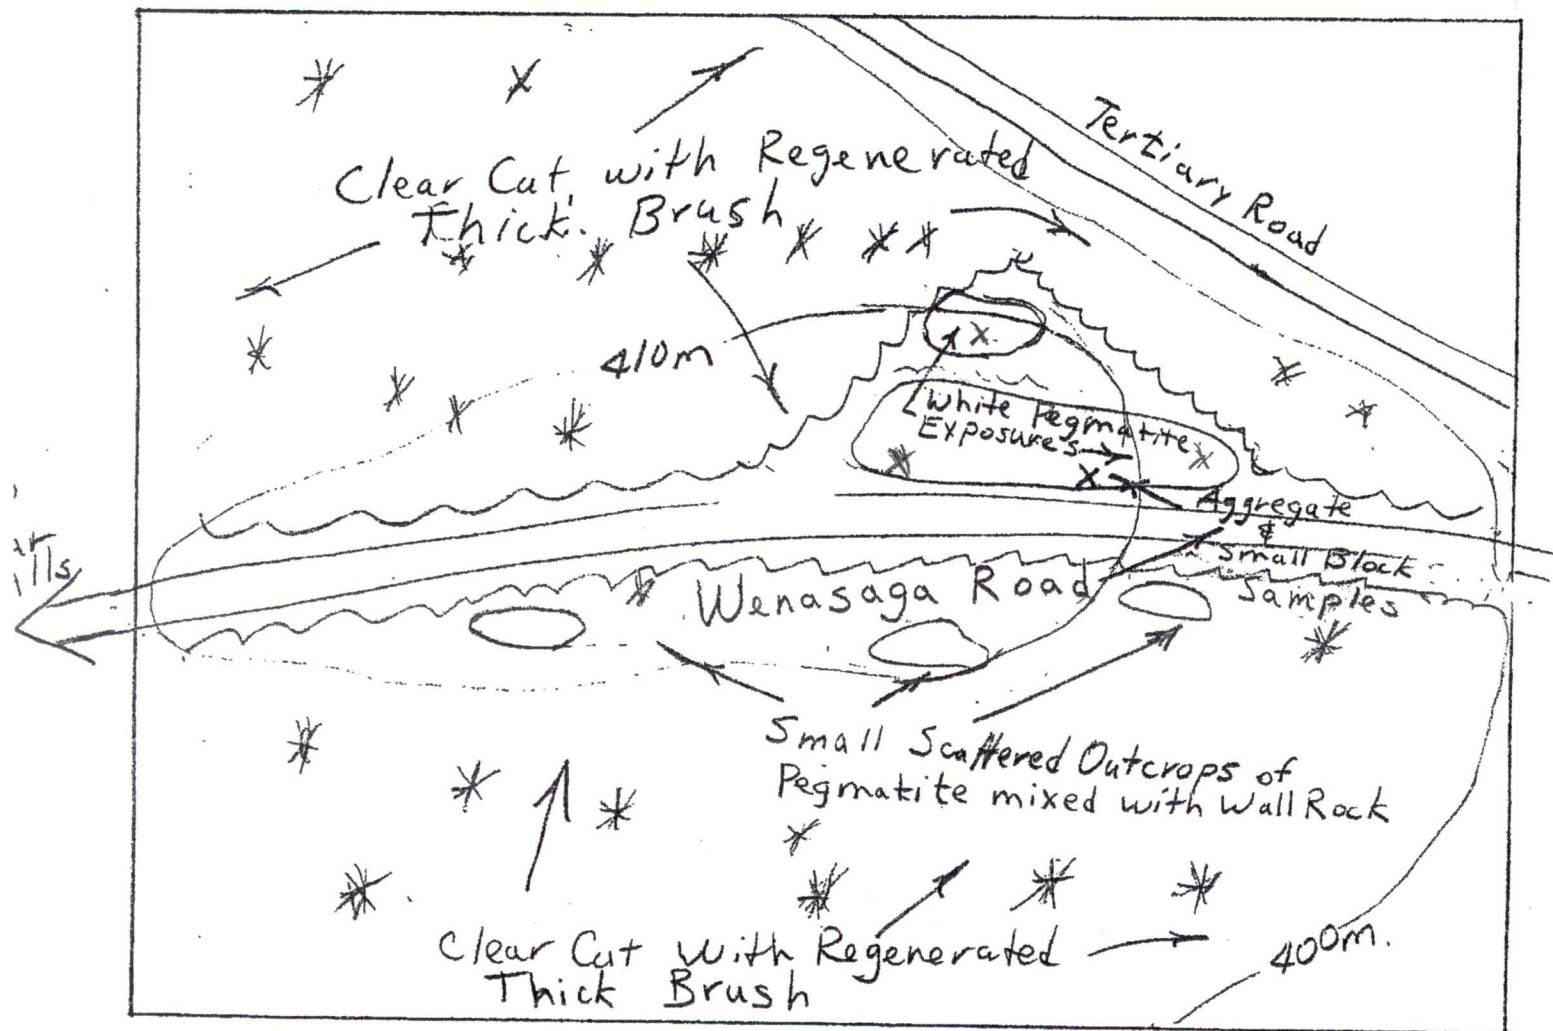 Tertiary Road
Clear Cut, with Regenerated
Thick. Brush
410m
White Pegmatite
Exposures
Aggregate
&
Small Block
Samples
Wenasaga Road
Small Scattered Outcrops of
Pegmatite mixed with Wall Rock
Clear Cut With Regenerated
Thick Brush
400m.